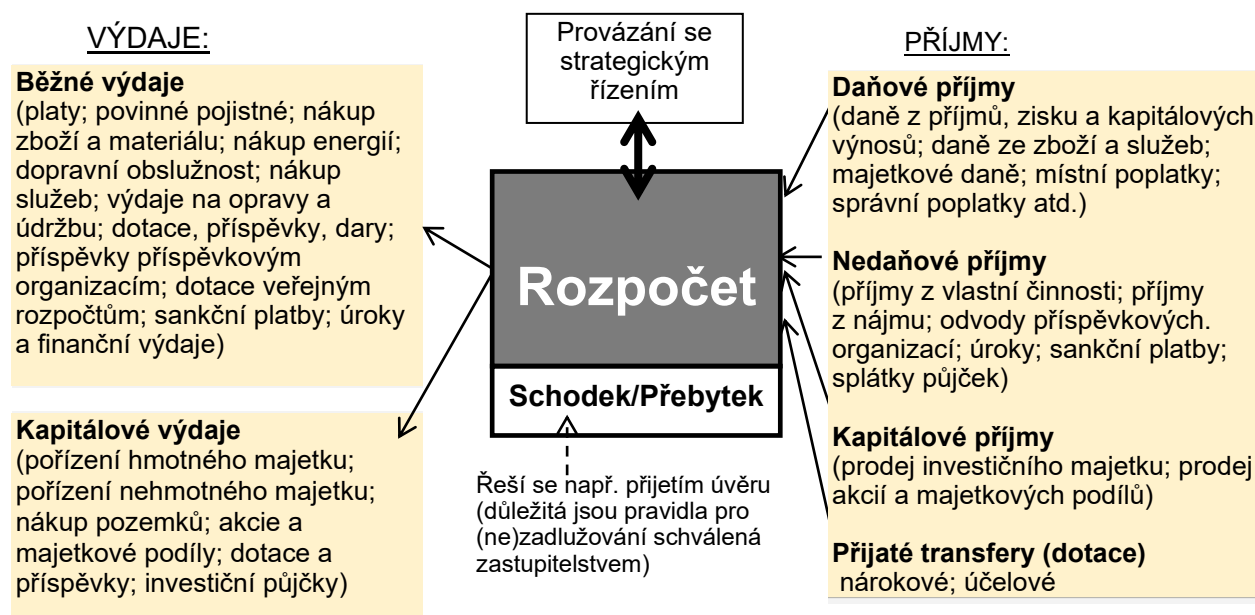 VÝDAJE:
Běžné výdaje
(platy; povinné pojistné; nákup
zboží a materiálu; nákup energií;
dopravní obslužnost; nákup
služeb; výdaje na opravy a
údržbu; dotace, příspěvky, dary;
příspěvky příspěvkovým
organizacím; dotace veřejným
rozpočtům; sankční platby; úroky
a finanční výdaje)
Kapitálové výdaje
(pořízení hmotného majetku;
pořízení nehmotného majetku;
nákup pozemků; akcie a
majetkové podíly; dotace a
příspěvky; investiční půjčky)
Provázání se
strategickým
řízením
Rozpočet
Schodek/Přebytek
Řeší se např. přijetím úvěru
(důležitá jsou pravidla pro
(ne)zadlužování schválená
zastupitelstvem)
PŘÍJMY:
Daňové příjmy
(daně z příjmů, zisku a kapitálových
výnosů; daně ze zboží a služeb;
majetkové daně; místní poplatky;
správní poplatky atd.)
Nedaňové příjmy
(příjmy z vlastní činnosti; příjmy
z nájmu; odvody příspěvkových.
organizací; úroky; sankční platby;
splátky půjček)
Kapitálové příjmy
(prodej investičního majetku; prodej
akcií a majetkových podílů)
Přijaté transfery (dotace)
nárokové; účelové